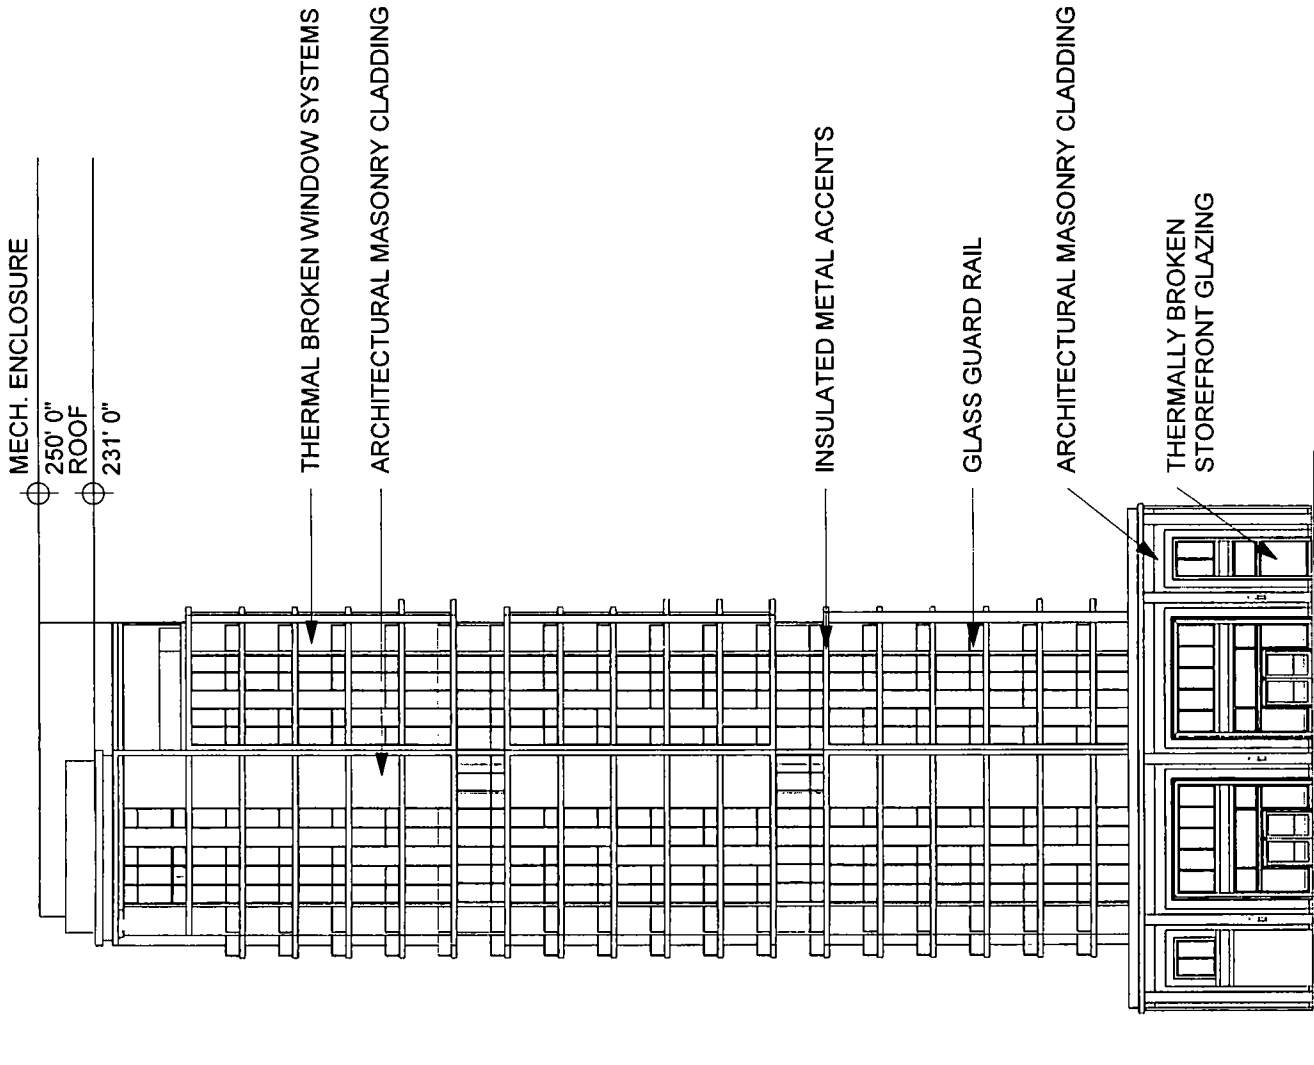 MECH. ENCLOSURE
250' 0"
ROOF
231' 0"
THERMAL BROKEN WINDOW SYSTEMS
ARCHITECTURAL MASONRY CLADDING
INSULATED METAL ACCENTS
GLASS GUARD RAIL
ARCHITECTURAL MASONRY CLADDING
THERMALLY BROKEN
STOREFRONT GLAZING